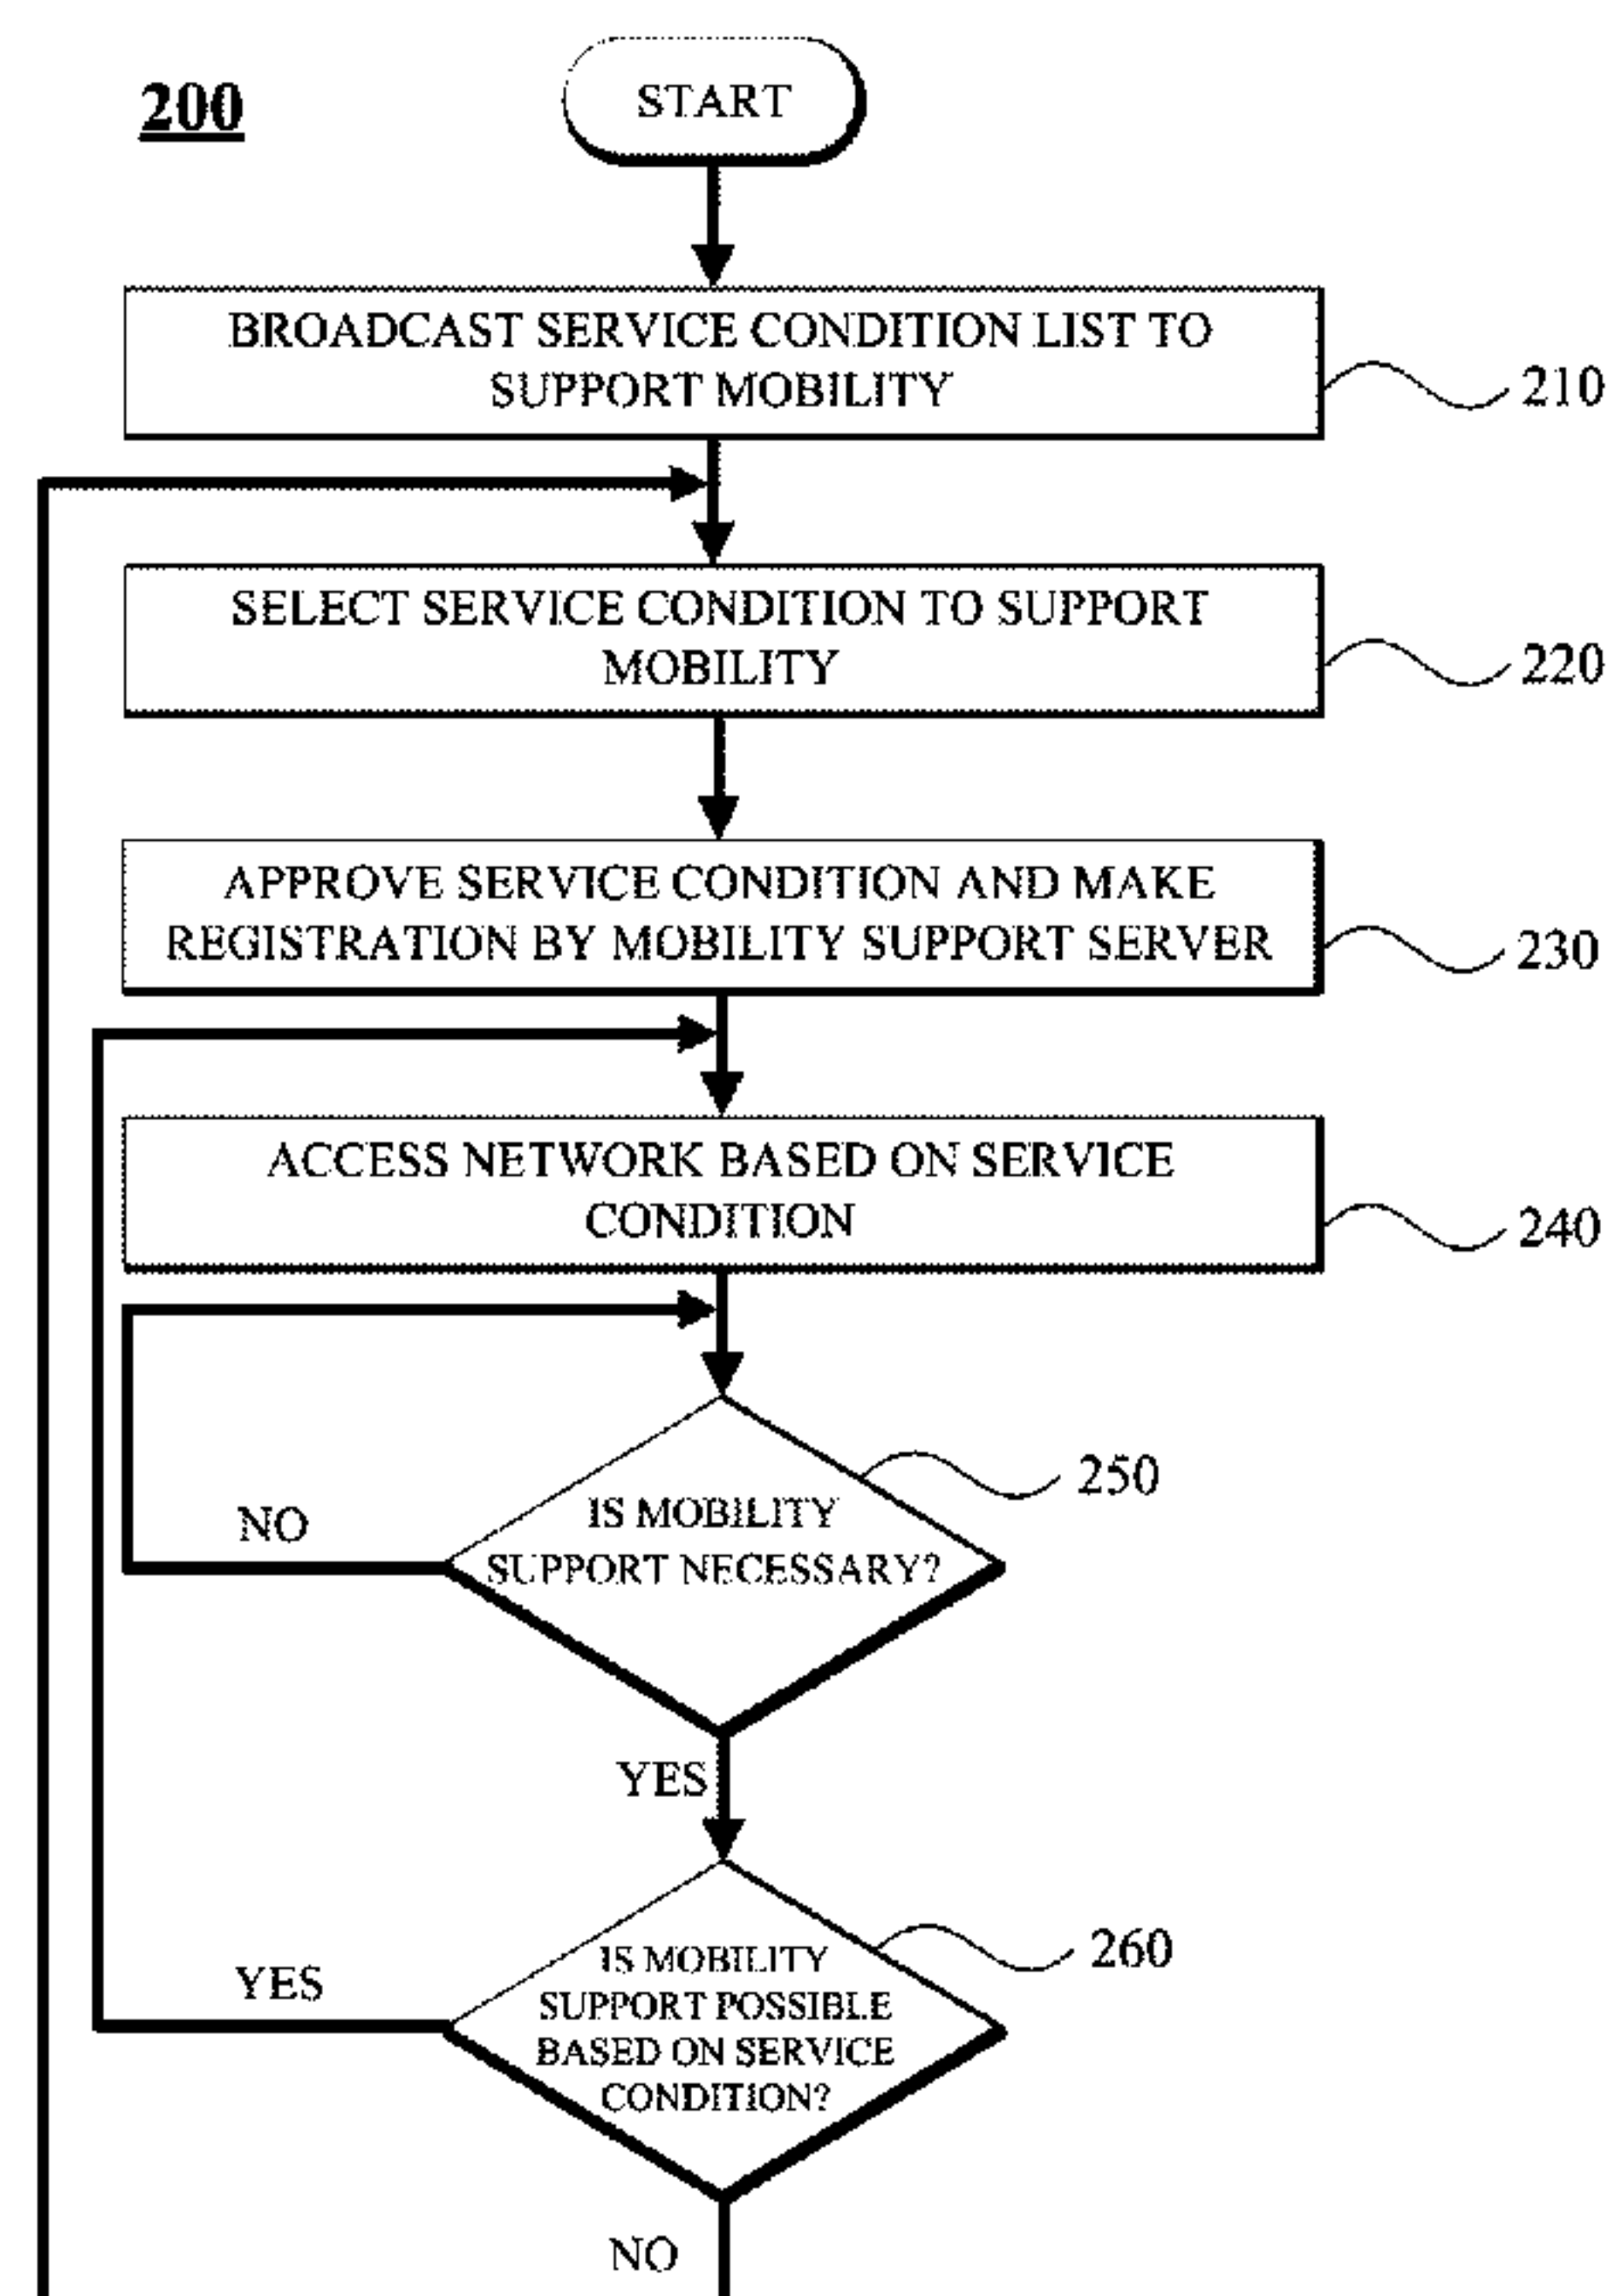 200
START
BROADCAST SERVICE CONDITION LIST TO
SUPPORT MOBILITY
210
SELECT SERVICE CONDITION TO SUPPORT
MOBILITY
220
APPROVE SERVICE CONDITION AND MAKE
REGISTRATION BY MOBILITY SUPPORT SERVER
230
ACCESS NETWORK BASED ON SERVICE
CONDITION
240
250
IS MOBILITY
SUPPORT NECESSARY?
NO
YES
260
IS MOBILITY
SUPPORT POSSIBLE
BASED ON SERVICE
CONDITION?
YES
NO